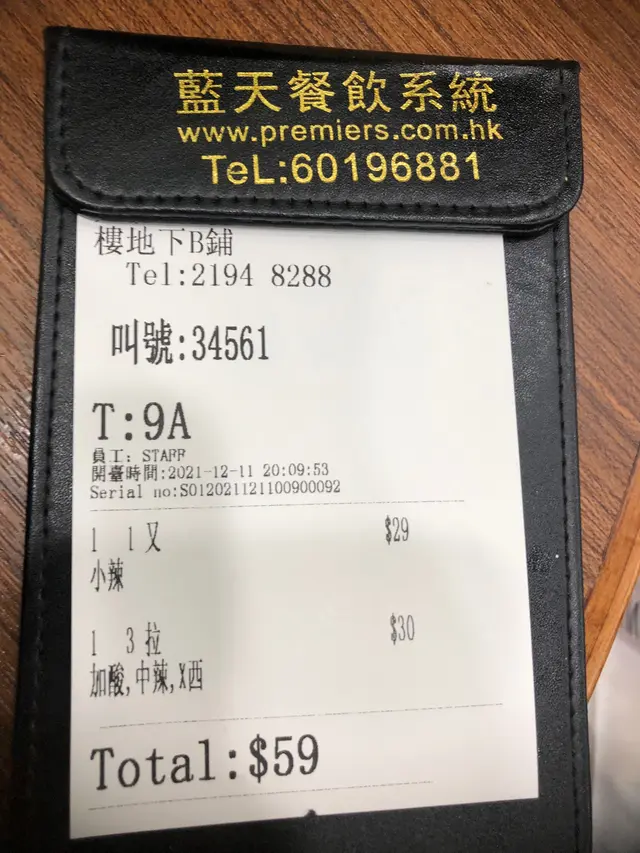 藍天餐飲系統
www.premiers.com.hk
TeL:60196881
樓地下B鋪
Tel:2194 8288
叫號:34561
T:9A
員工: STAFF
開臺時間:2021-12-11 20:09:53
Serial no:S012021121100900092
1 1又 $29
小辣
1 3拉 $30
加酸,中辣,X西
Total:$59